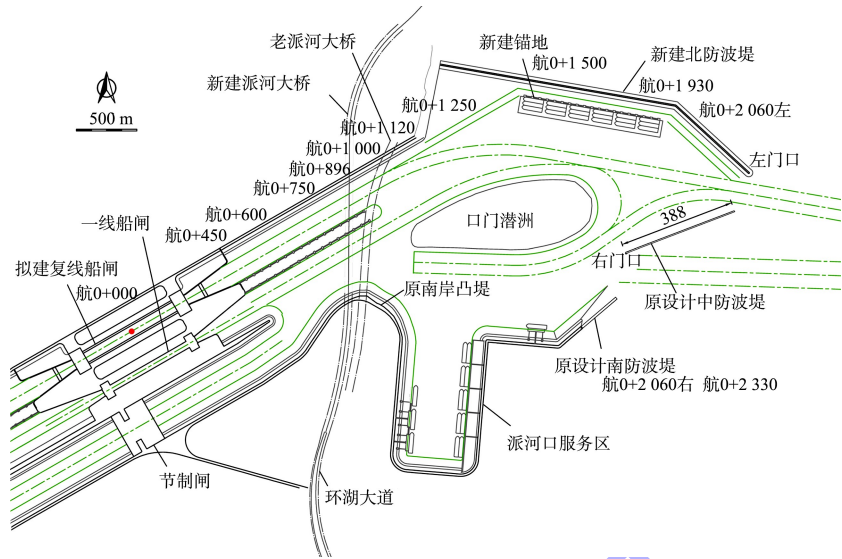 老派河大桥
新建派河大桥
新建锚地
航0+1 500
新建北防波堤
航0+1 930
航0+2 060左
500 m
航0+1 250
航0+1 120
航0+1 000
航0+896
航0+750
航0+600
航0+450
左门口
一线船闸
拟建复线船闸
航0+000
口门潜洲
388
右门口
原设计中防波堤
原南岸凸堤
原设计南防波堤
航0+2 060右 航0+2 330
派河口服务区
节制闸
环湖大道